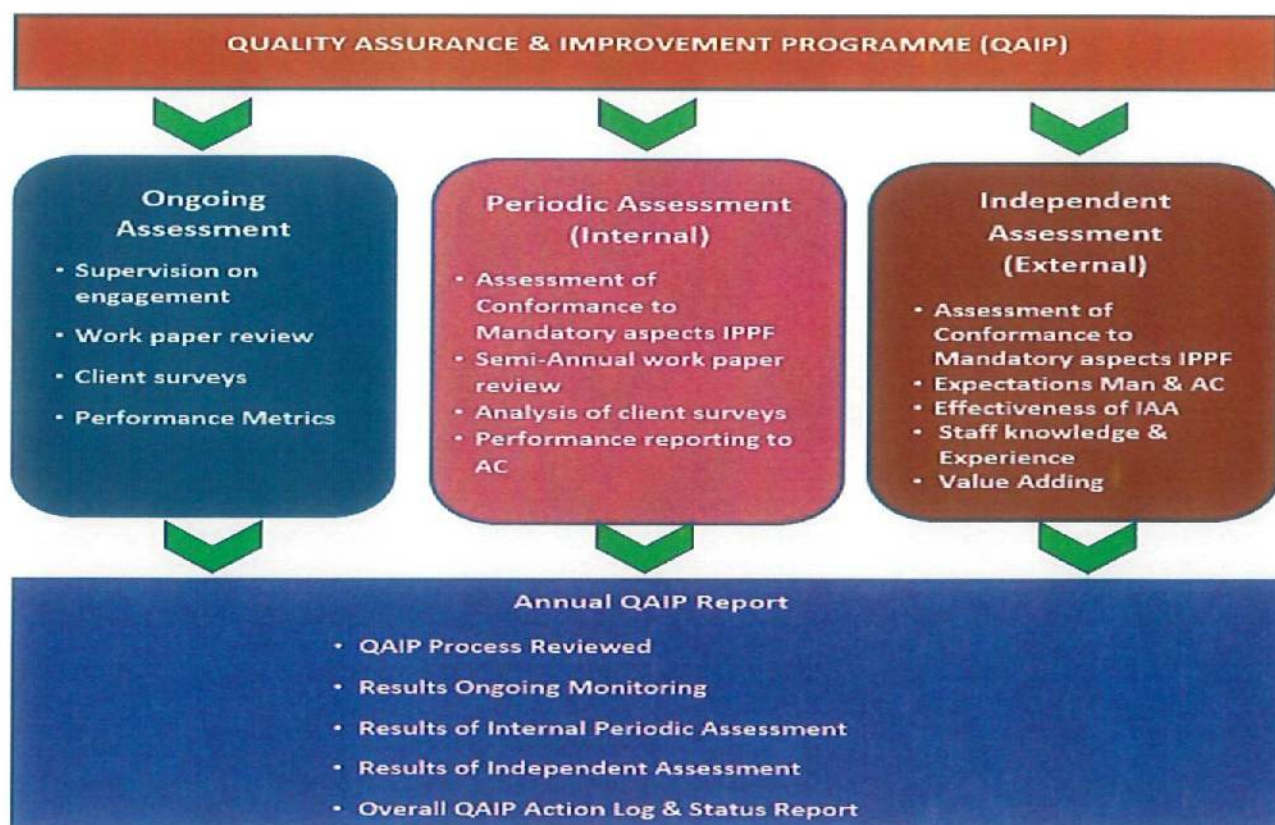 QUALITY ASSURANCE & IMPROVEMENT PROGRAMME (QAIP)
Ongoing
Assessment
• Supervision on
engagement
• Work paper review
• Client surveys
• Performance Metrics
Periodic Assessment
(Internal)
• Assessment of
Conformance to
Mandatory aspects IPPF
• Semi-Annual work paper
review
• Analysis of client surveys
• Performance reporting to
AC
Independent
Assessment
(External)
• Assessment of
Conformance to
Mandatory aspects IPPF
• Expectations Man & AC
• Effectiveness of IAA
• Staff knowledge &
Experience
• Value Adding
Annual QAIP Report
• QAIP Process Reviewed
• Results Ongoing Monitoring
• Results of Internal Periodic Assessment
• Results of Independent Assessment
• Overall QAIP Action Log & Status Report